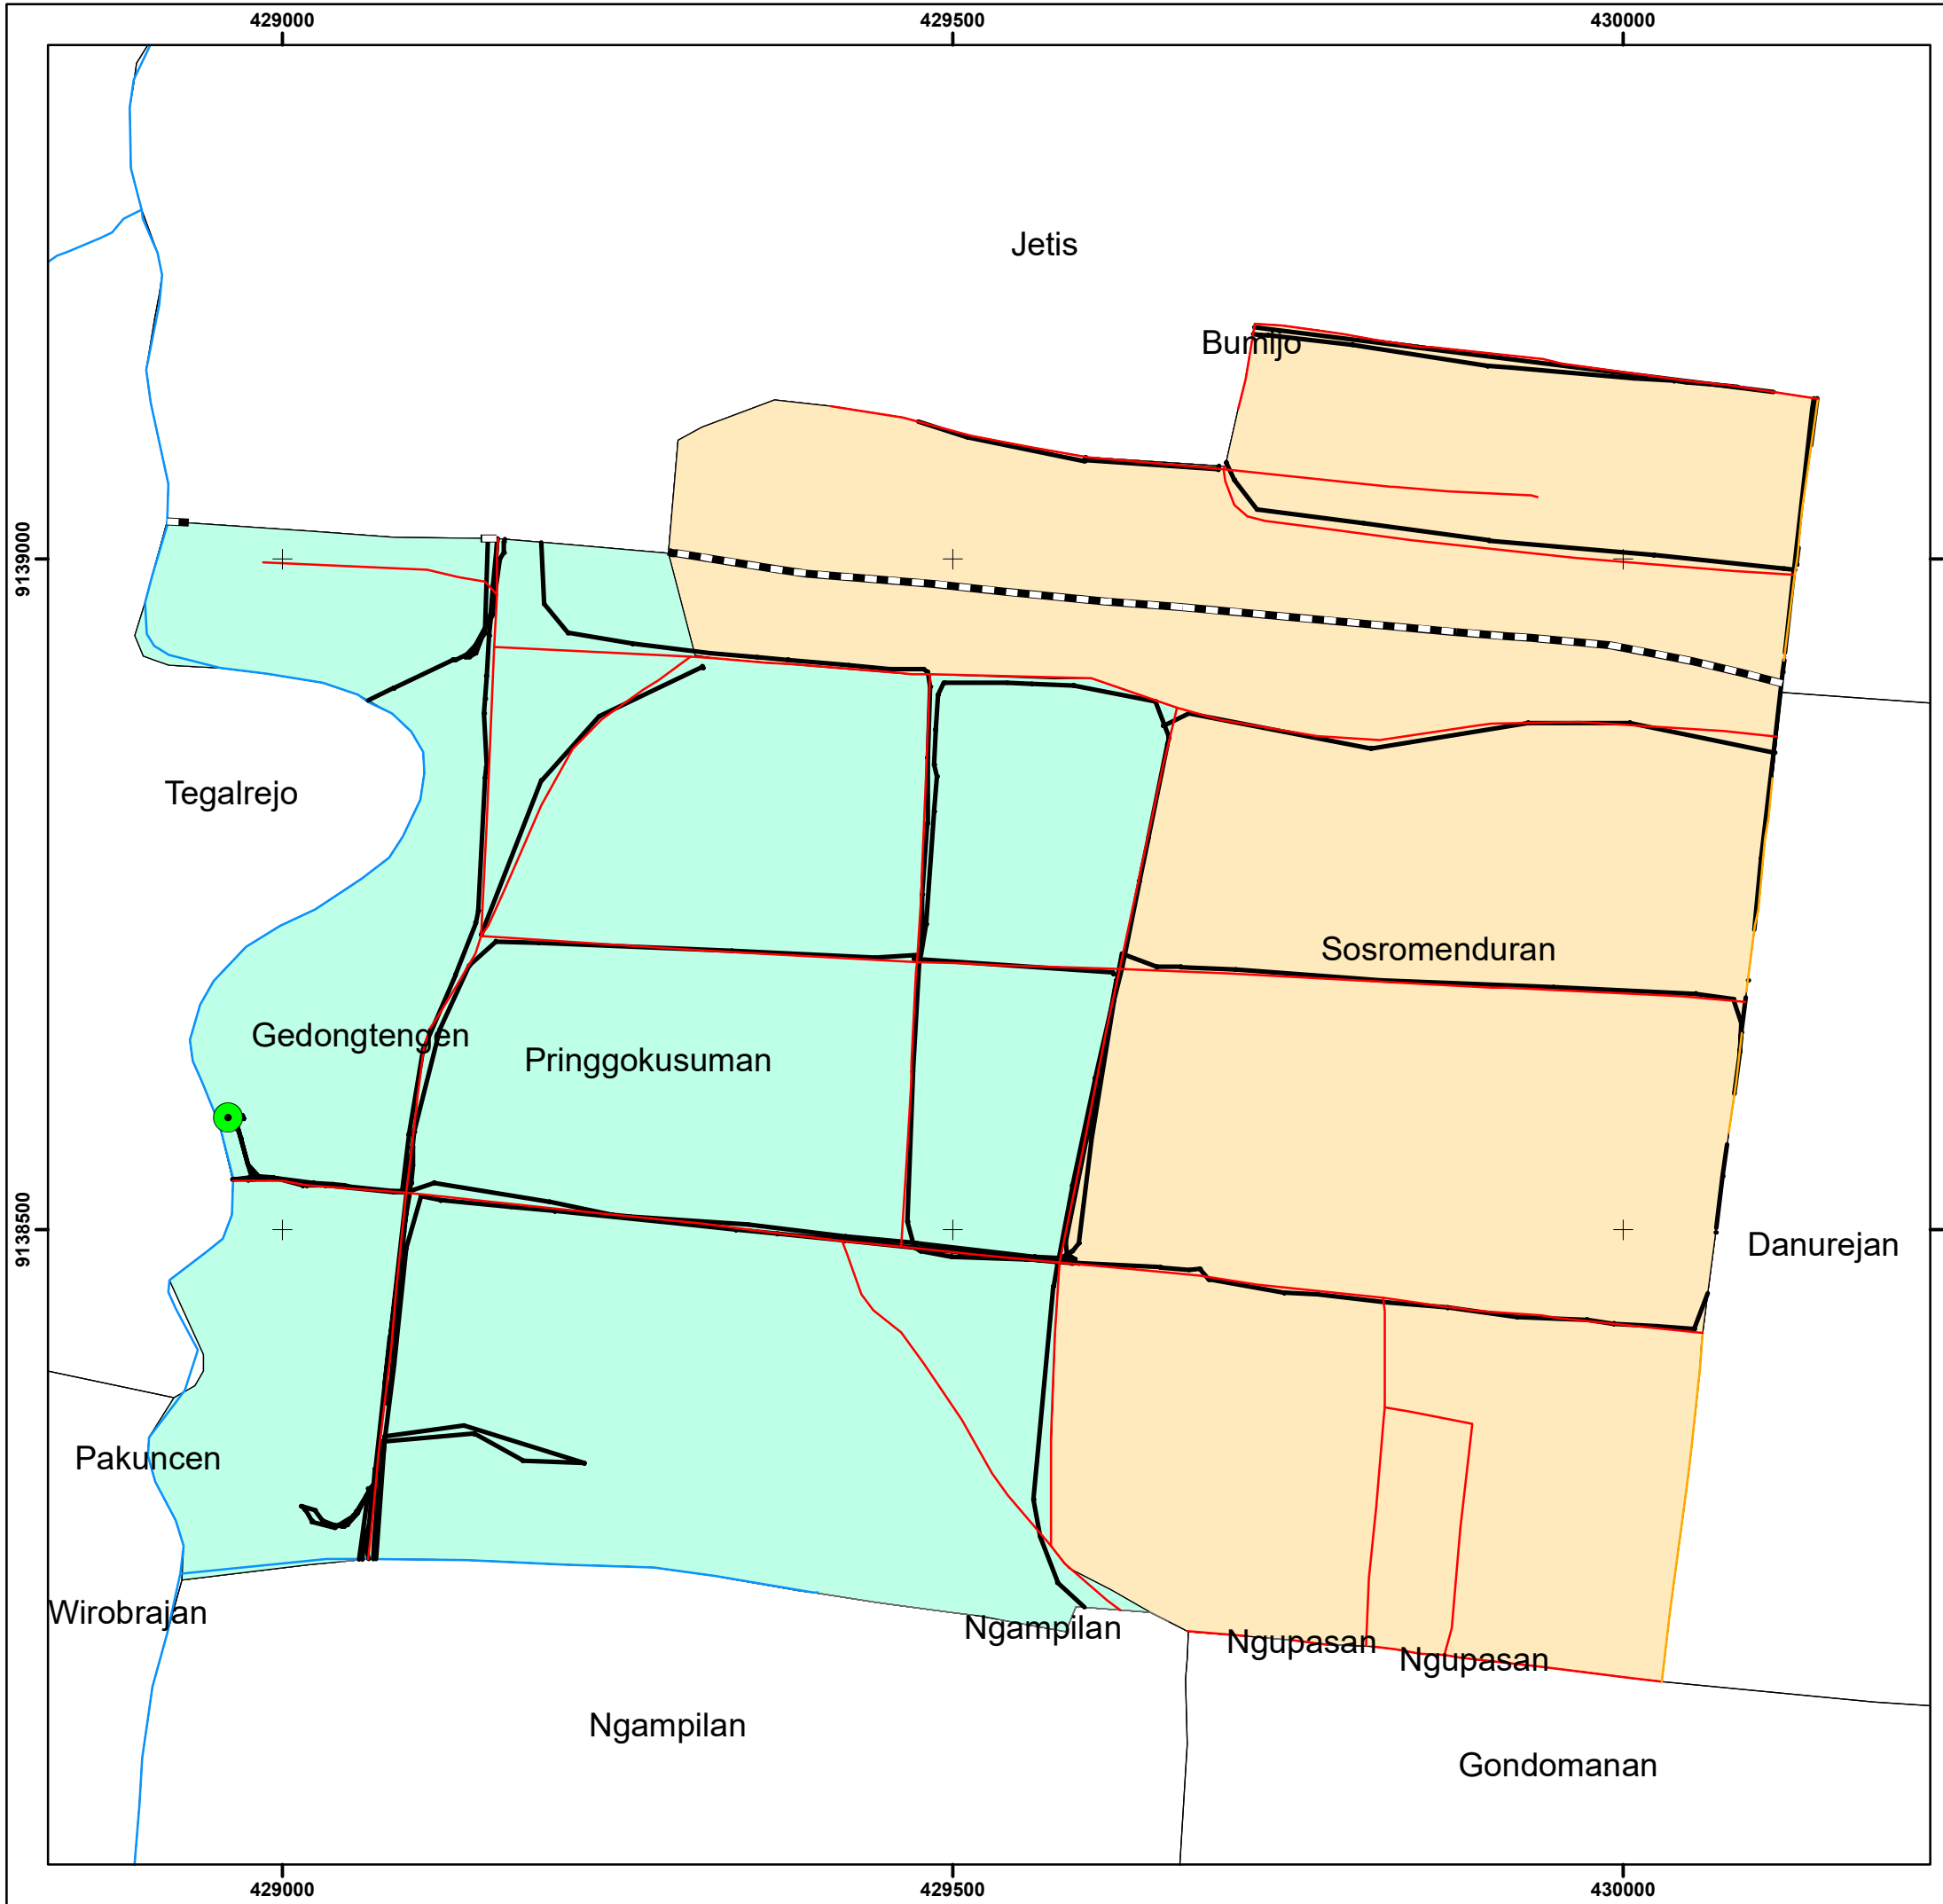 429000
429500
430000
Jetis
Bumijo
9139000
Tegalrejo
Sosromenduran
Gedongtengen
Pringgokusuman
9138500
Danurejan
Pakuncen
Wirobrajan
Ngampilan
Ngupasan
Ngupasan
Ngampilan
Gondomanan
429000
429500
430000